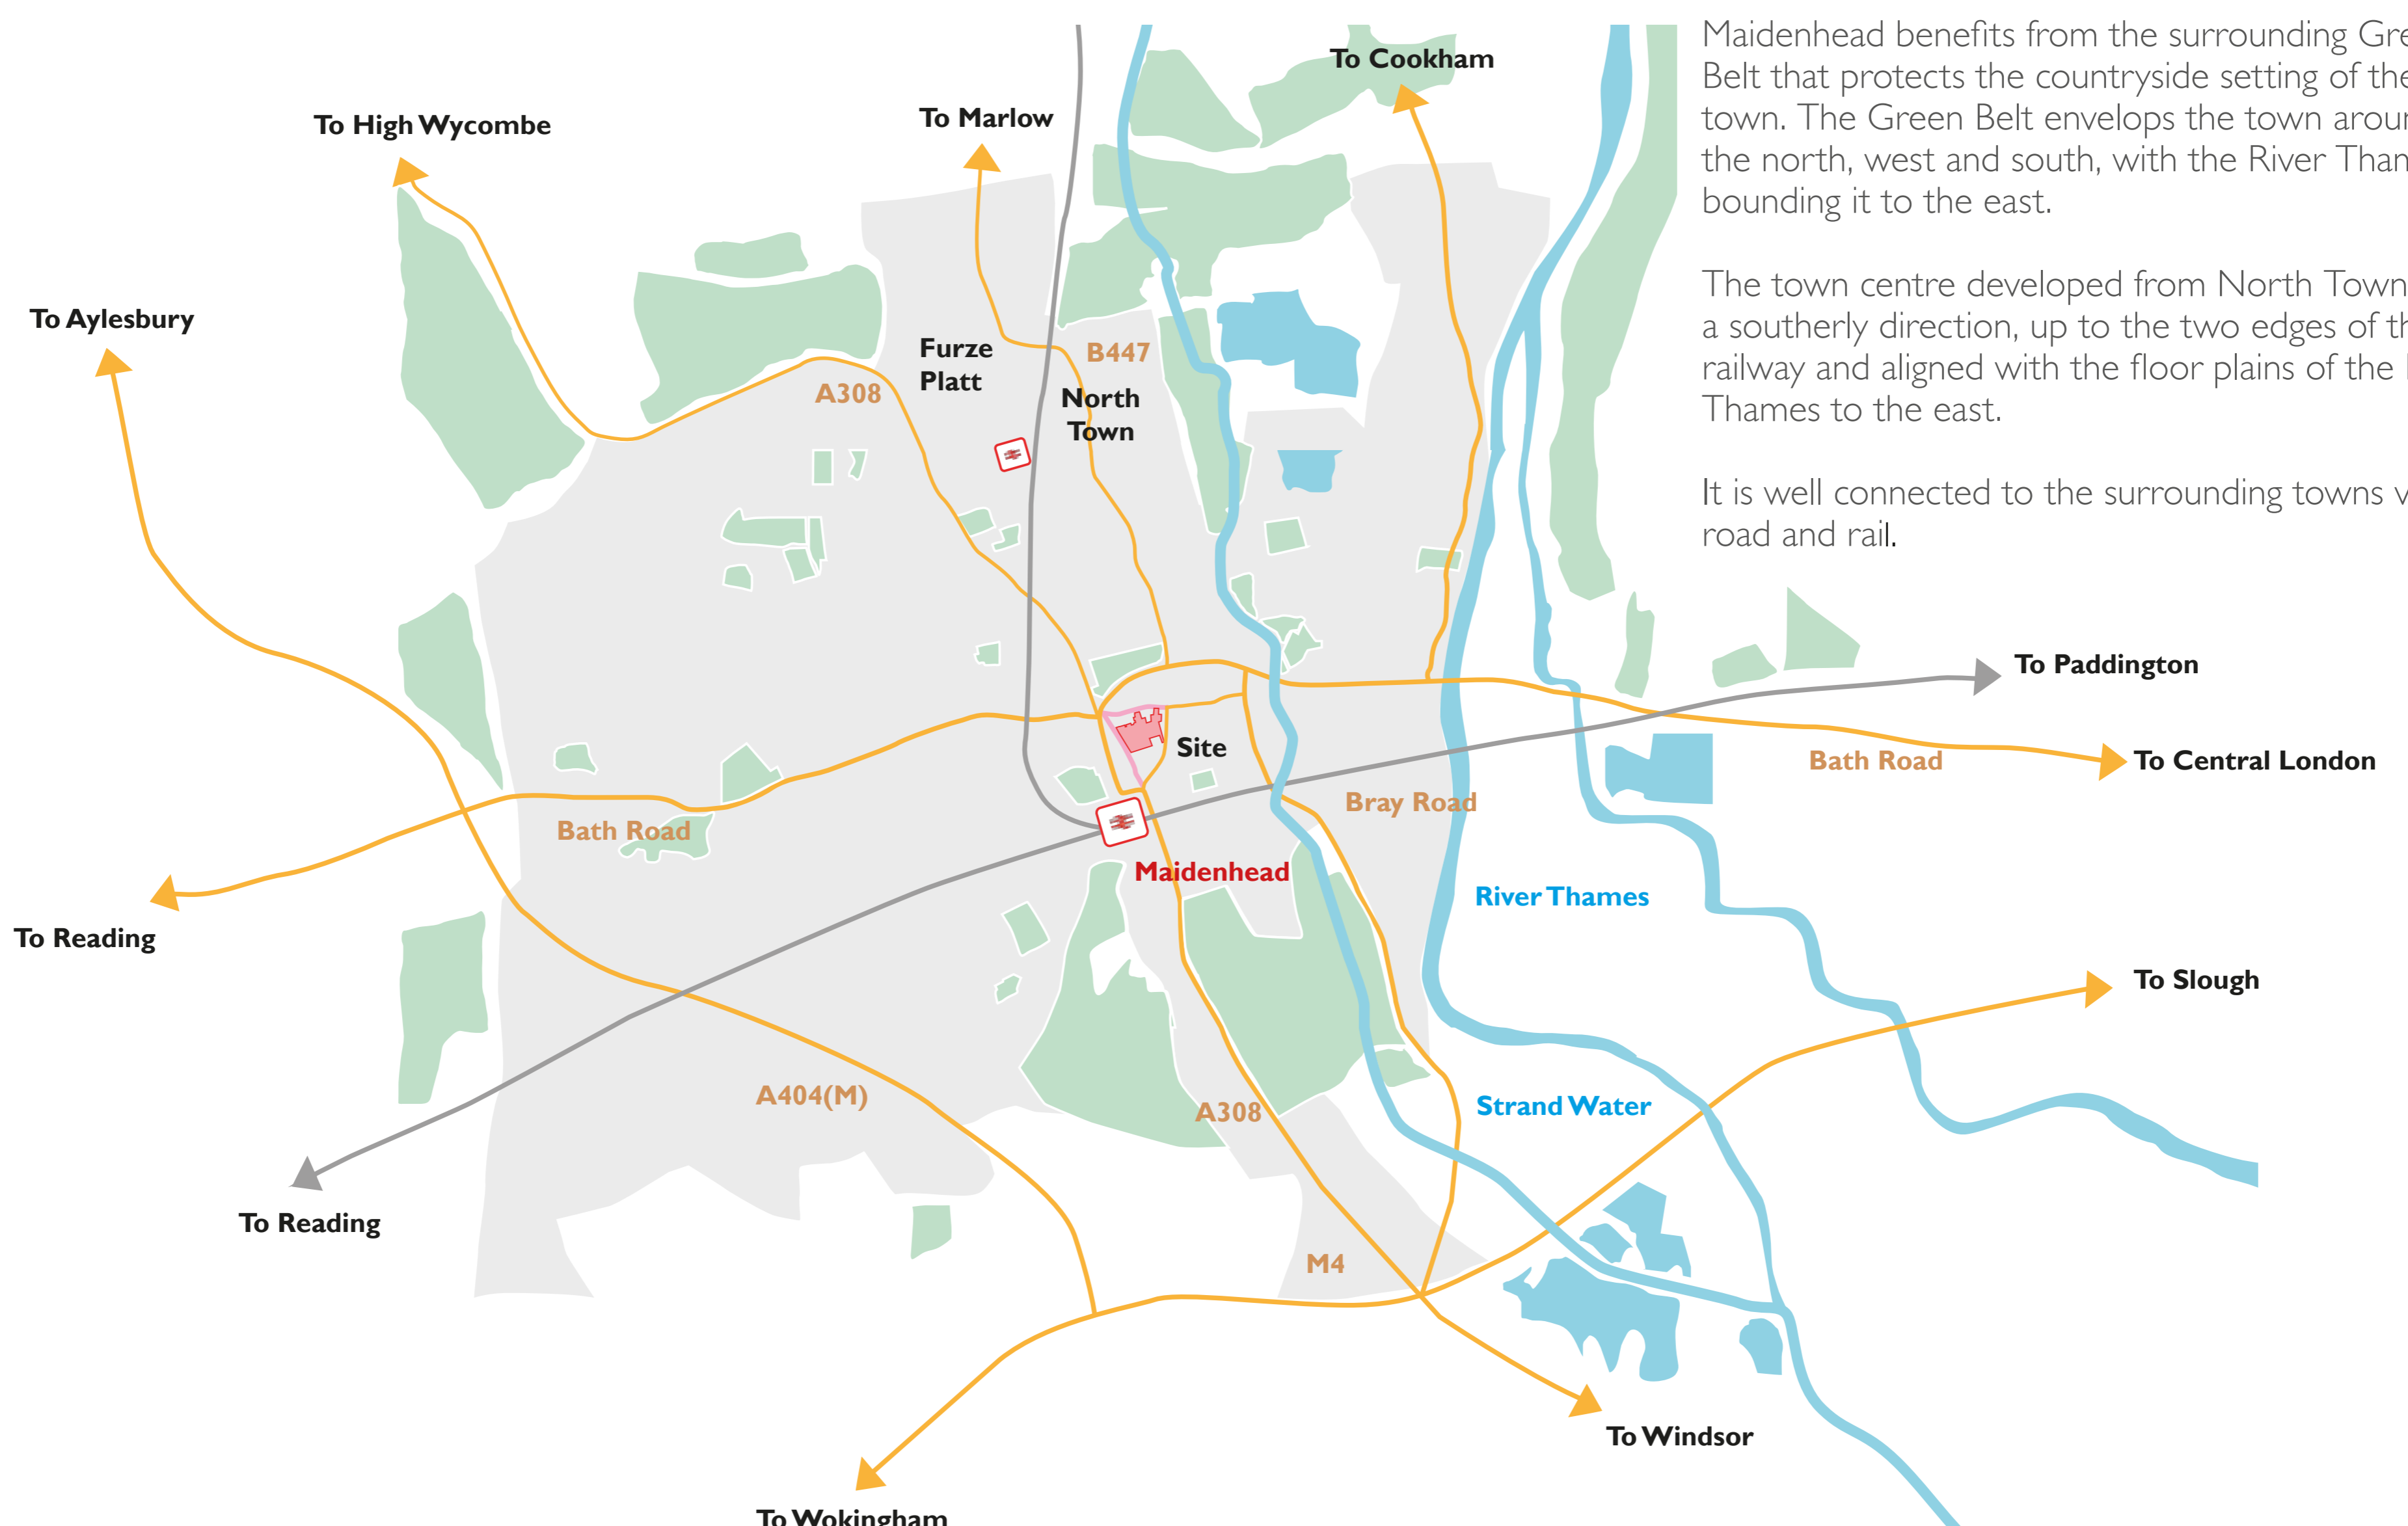 Maidenhead benefits from the surrounding Gre
Belt that protects the countryside setting of the
town. The Green Belt envelops the town arou
the north, west and south, with the River Tha
bounding it to the east.
The town centre developed from North Town
a southerly direction, up to the two edges of th
railway and aligned with the floor plains of the
Thames to the east.
It is well connected to the surrounding towns v
road and rail.
To Cookham
To Marlow
To High Wycombe
To Aylesbury
Furze
Platt
B447
A308
North
Town
To Paddington
Site
Bath Road
To Central London
Bray Road
Bath Road
Maidenhead
River Thames
To Reading
To Slough
A404(M)
A308
Strand Water
To Reading
M4
To Windsor
To Wokingham